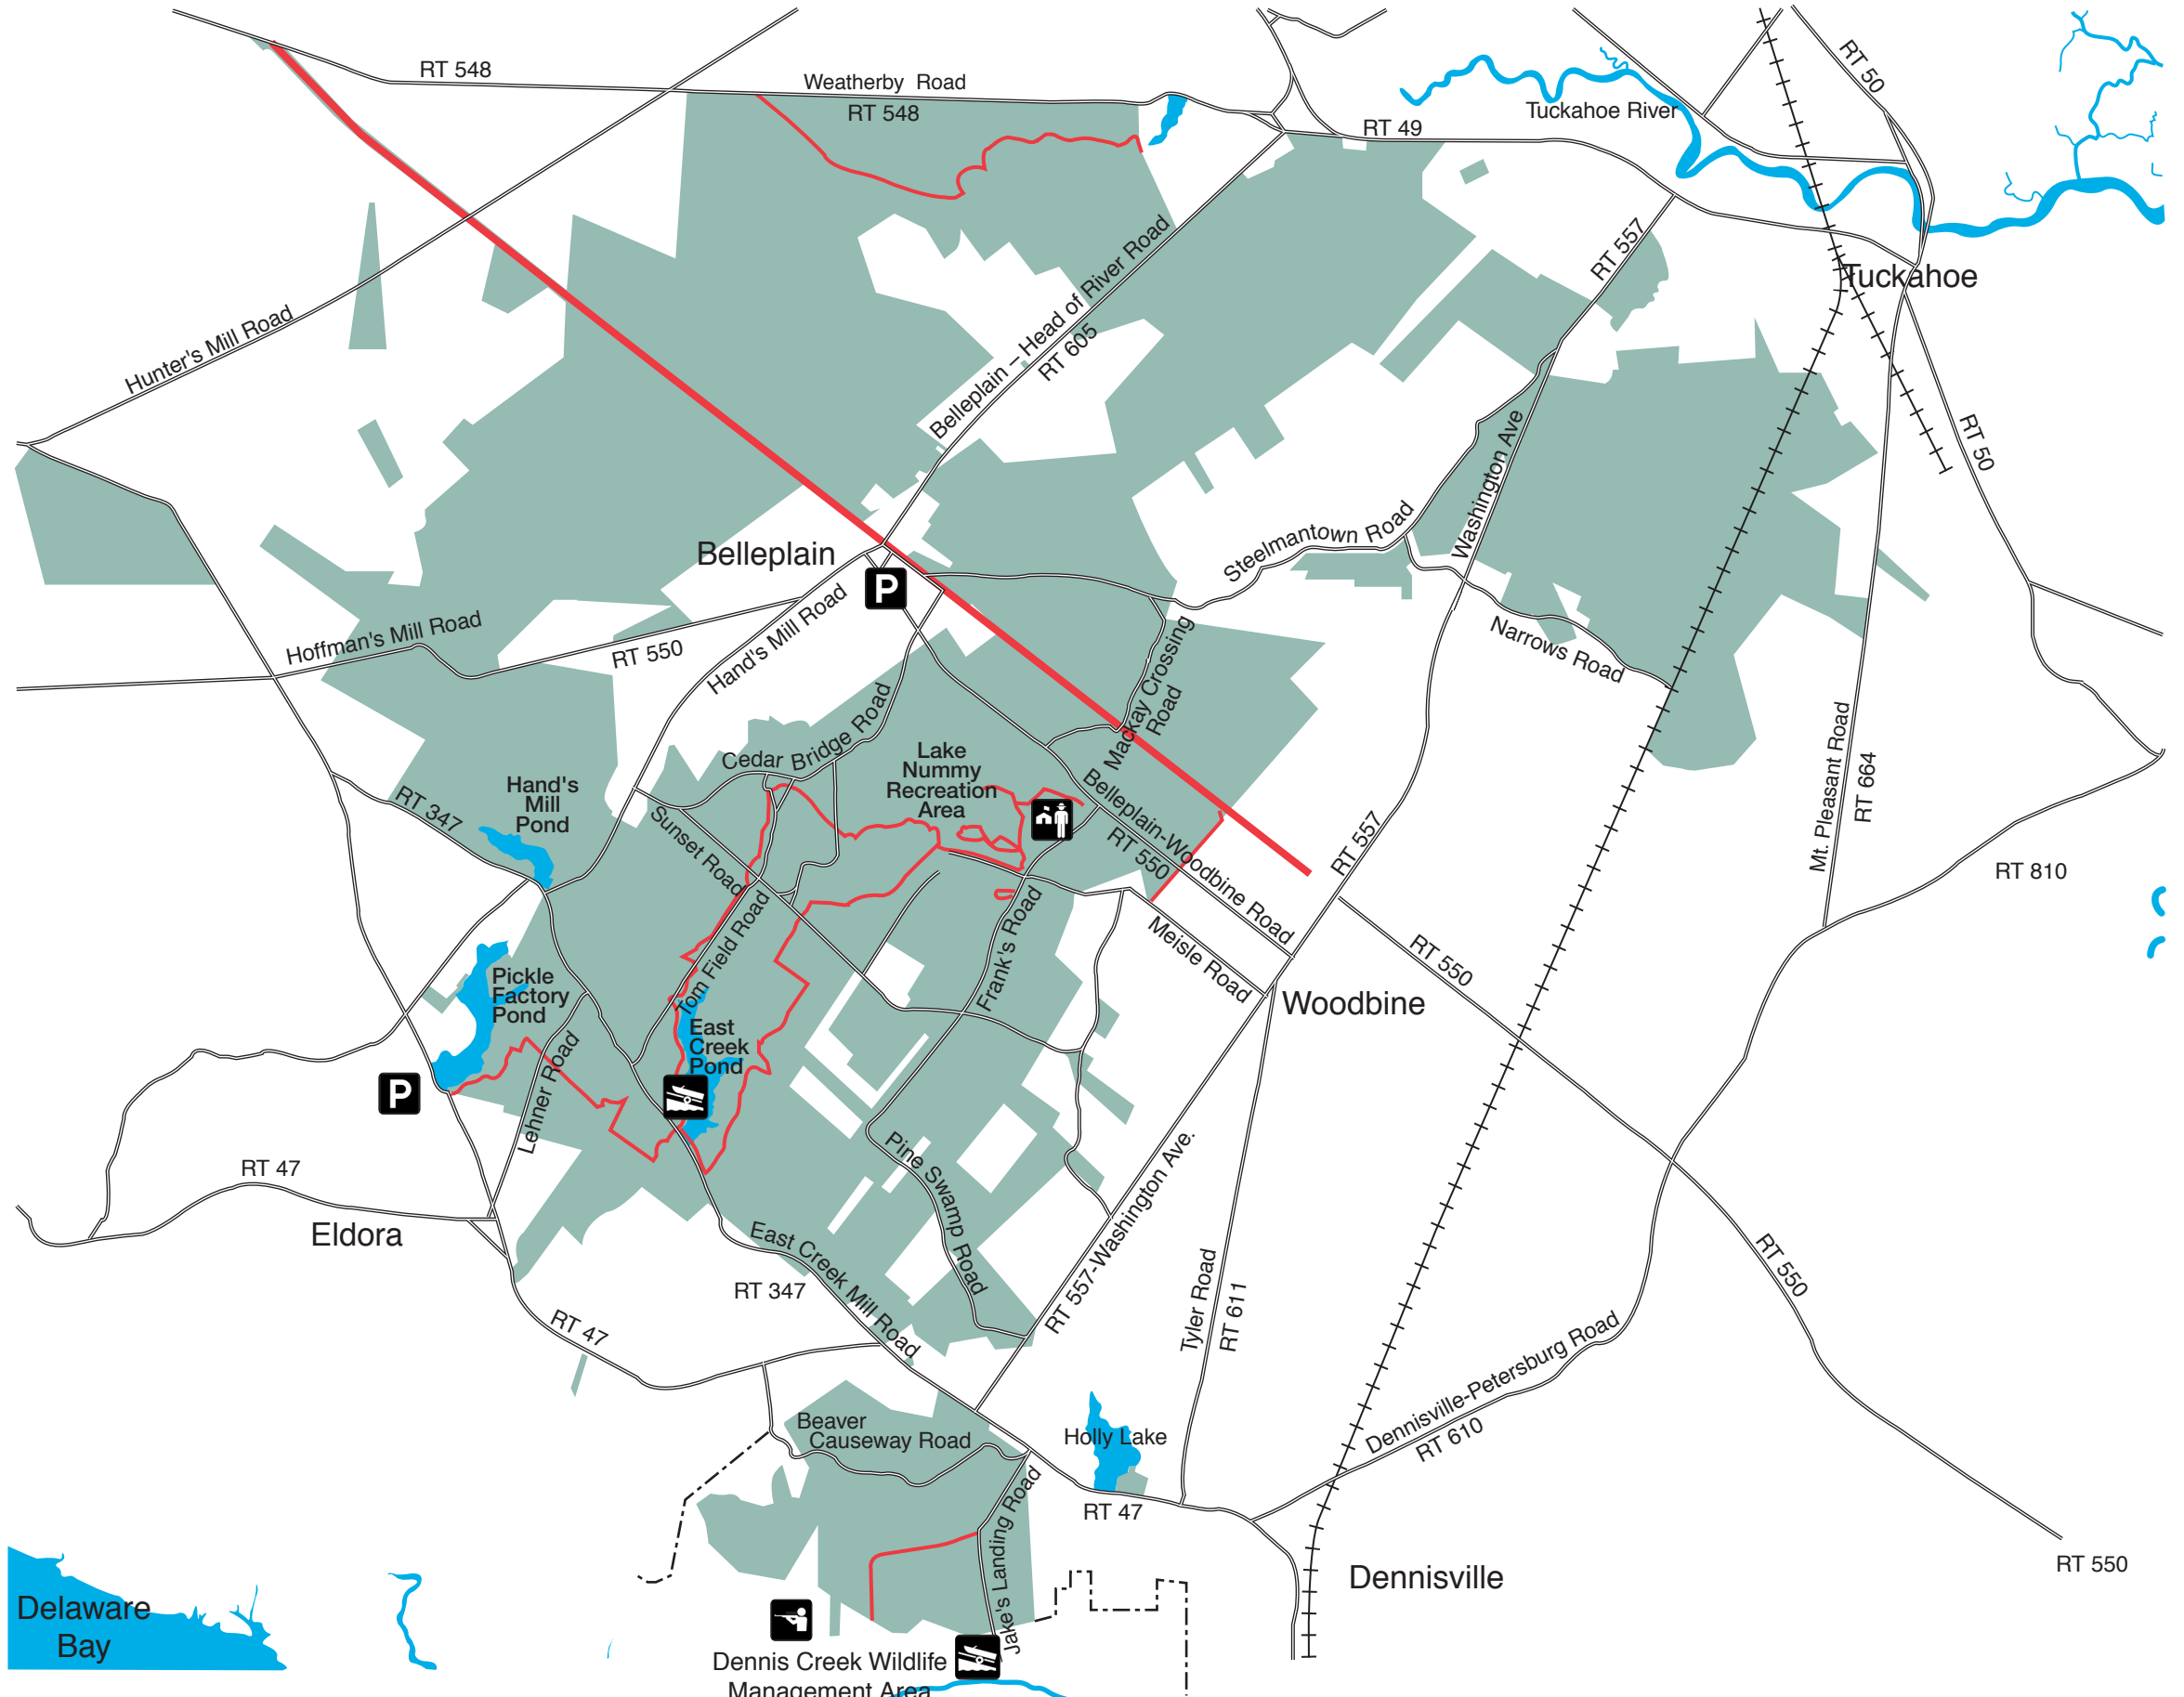 RT 548
Weatherby Road
RT 548
RT 49
Tuckahoe River
RT 50
RT 557
Tuckahoe
Hunter's Mill Road
Belleplain – Head of River Road
RT 605
RT 50
Washington Ave
Steelmantown Road
Belleplain
P
Hand's Mill Road
Hoffman's Mill Road
RT 550
Narrows Road
Mackay Crossing
Road
Cedar Bridge Road
Lake
Nummy
Recreation
Area
Mt. Pleasant Road
RT 664
Hand's
Mill
Pond
RT 347
Sunset Road
Belleplain-Woodbine Road
RT 550
RT 557
RT 810
Tom Field Road
Frank's Road
Meisle Road
RT 550
Woodbine
Pickle
Factory
Pond
East
Creek
Pond
P
Lehner Road
RT 47
Eldora
Pine Swamp Road
RT 557-Washington Ave.
Tyler Road
RT 611
East Creek Mill Road
RT 347
RT 47
RT 550
Dennisville-Petersburg Road
RT 610
Beaver
Causeway Road
Holly Lake
Jake's Landing Road
RT 47
RT 550
Dennisville
Delaware
Bay
Dennis Creek Wildlife
Management Area